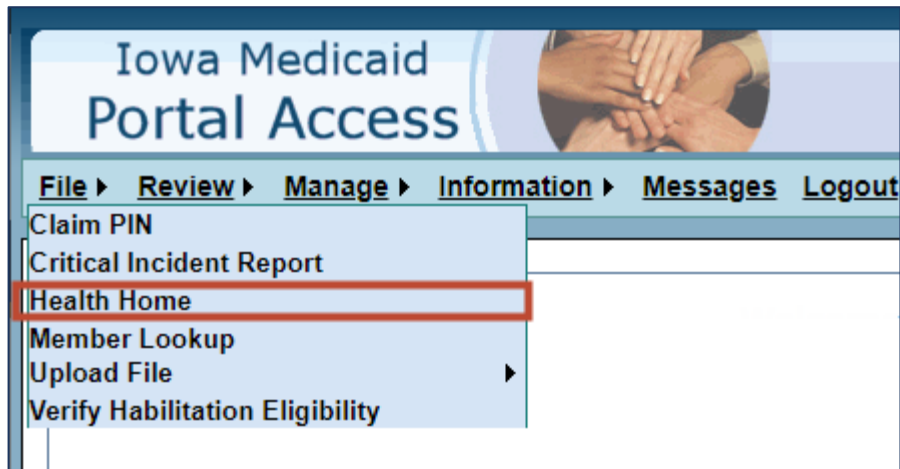 Iowa Medicaid
Portal Access
File Review Manage Information Messages Logout
Claim PIN
Critical Incident Report
Health Home
Member Lookup
Upload File
Verify Habilitation Eligibility